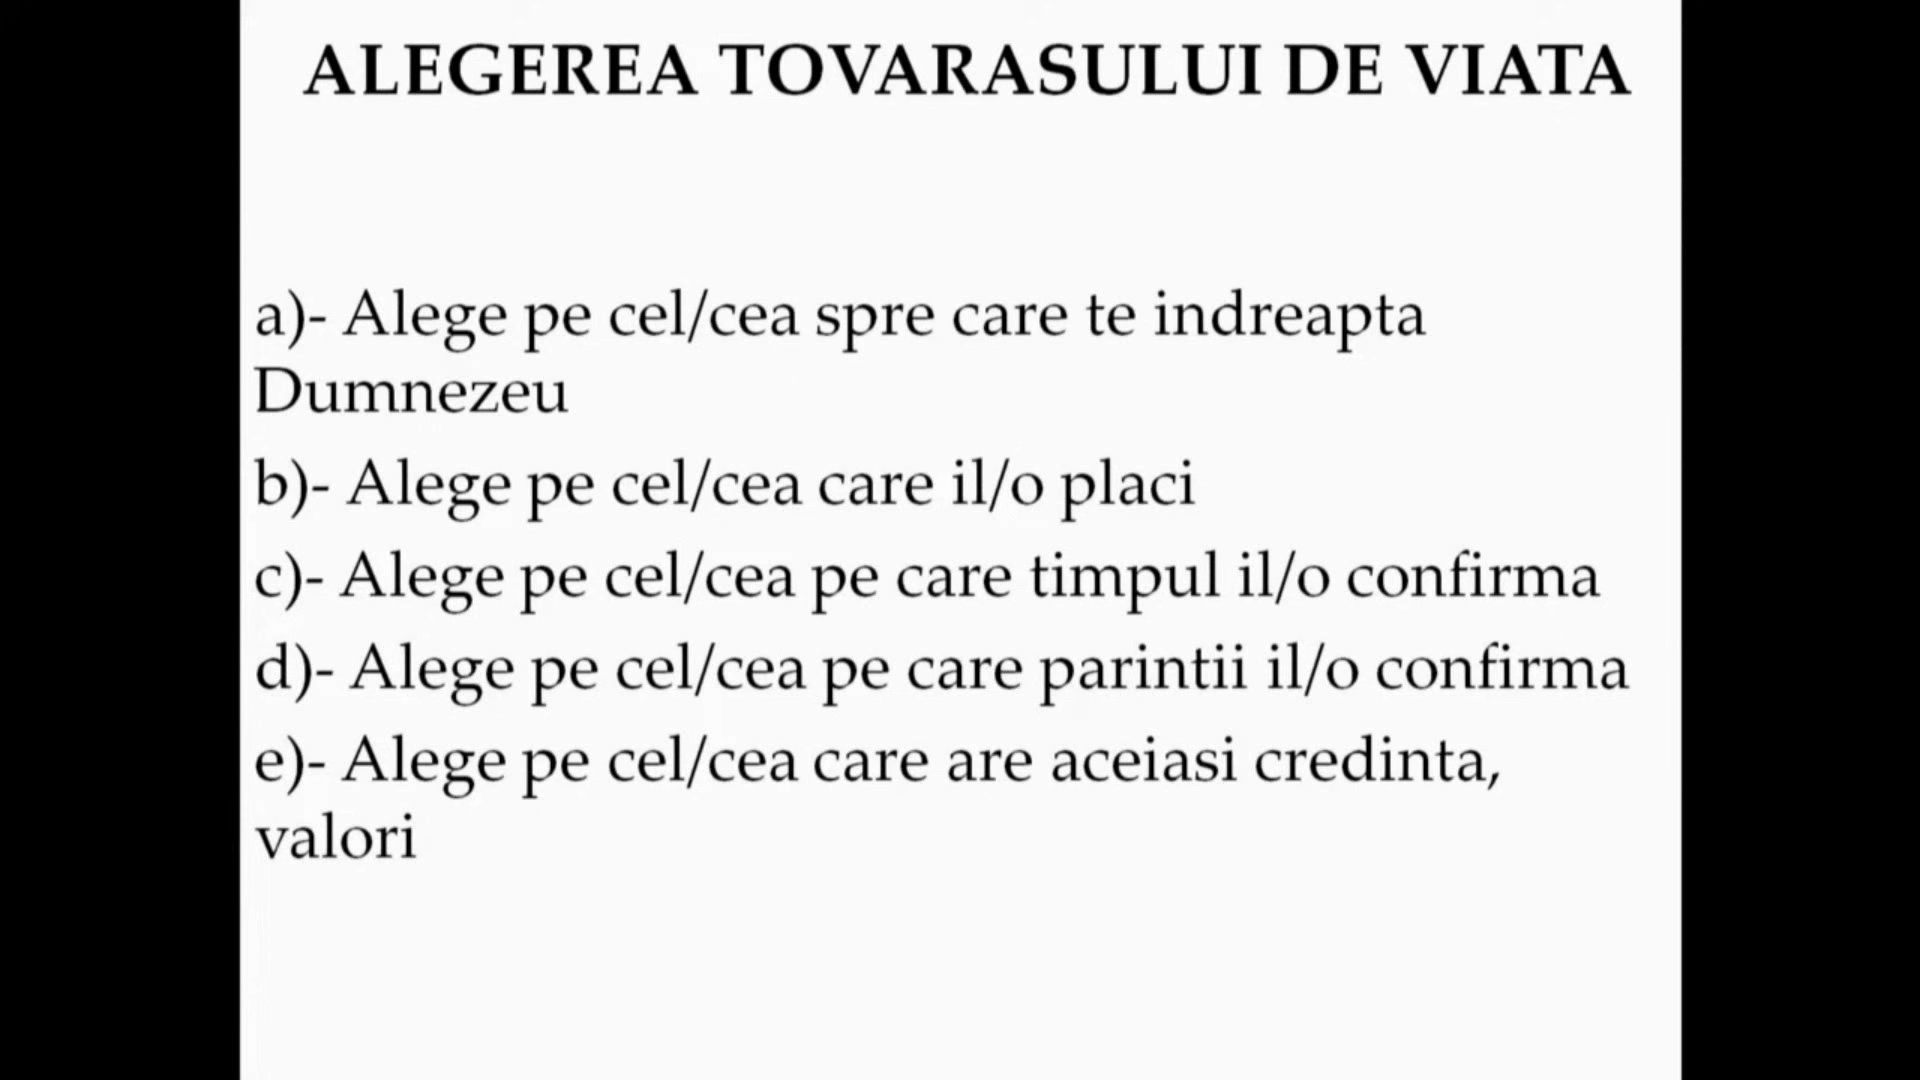 ALEGEREA TOVARASULUI DE VIATA
a)- Alege pe cel/cea spre care te indreapta
Dumnezeu
b)- Alege pe cel/cea care il/o placi
c)- Alege pe cel/cea pe care timpul il/o confirma
d)- Alege pe cel/cea pe care parintii il/o confirma
e)- Alege pe cel/cea care are aceiasi credinta,
valori